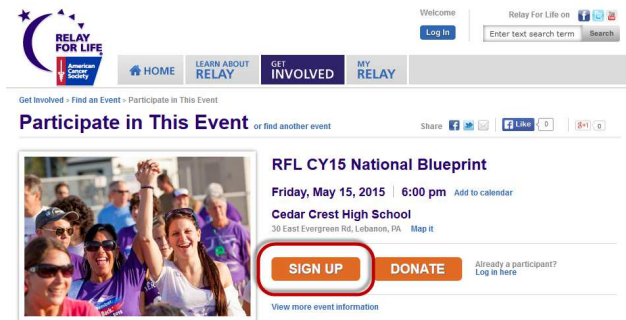 Welcome
Relay For Life on
Log In
Enter text search term
Search
RELAY
FOR LIFE
American
Cancer
Society
HOME
LEARN ABOUT
RELAY
GET
INVOLVED
MY
RELAY
Get Involved > Find an Event > Participate in This Event
Participate in This Event or find another event
Share
Like 0
g+1 0
RFL CY15 National Blueprint
Friday, May 15, 2015 | 6:00 pm Add to calendar
Cedar Crest High School
30 East Evergreen Rd, Lebanon, PA Map it
SIGN UP
DONATE
Already a participant?
Log in here
View more event information